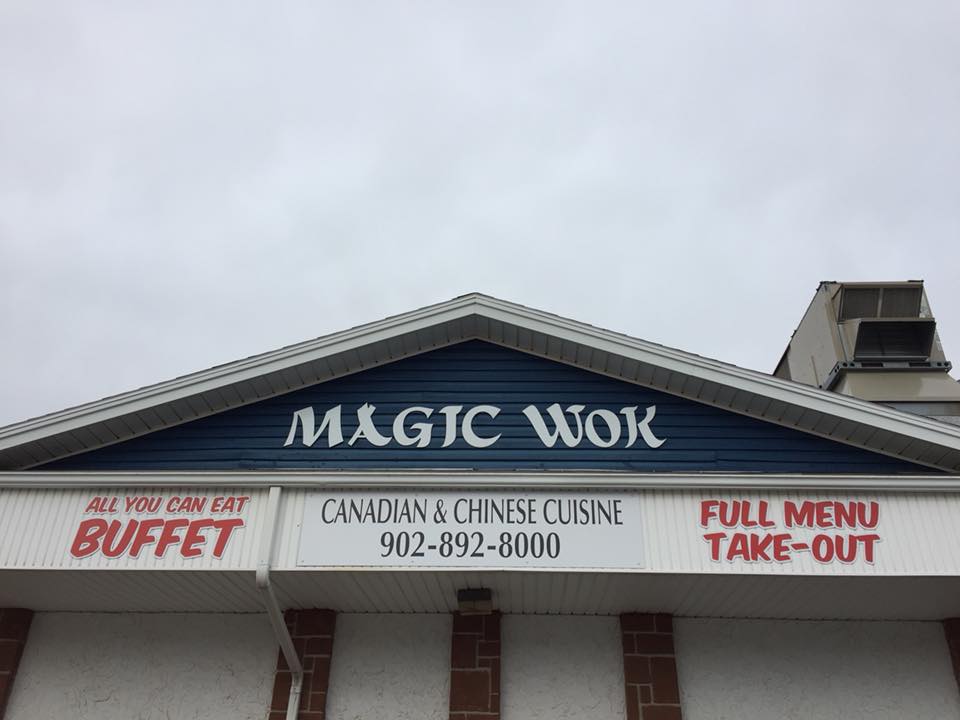 MAGIC WOK
ALL YOU CAN EAT
BUFFET
CANADIAN & CHINESE CUISINE
902-892-8000
FULL MENU
TAKE-OUT